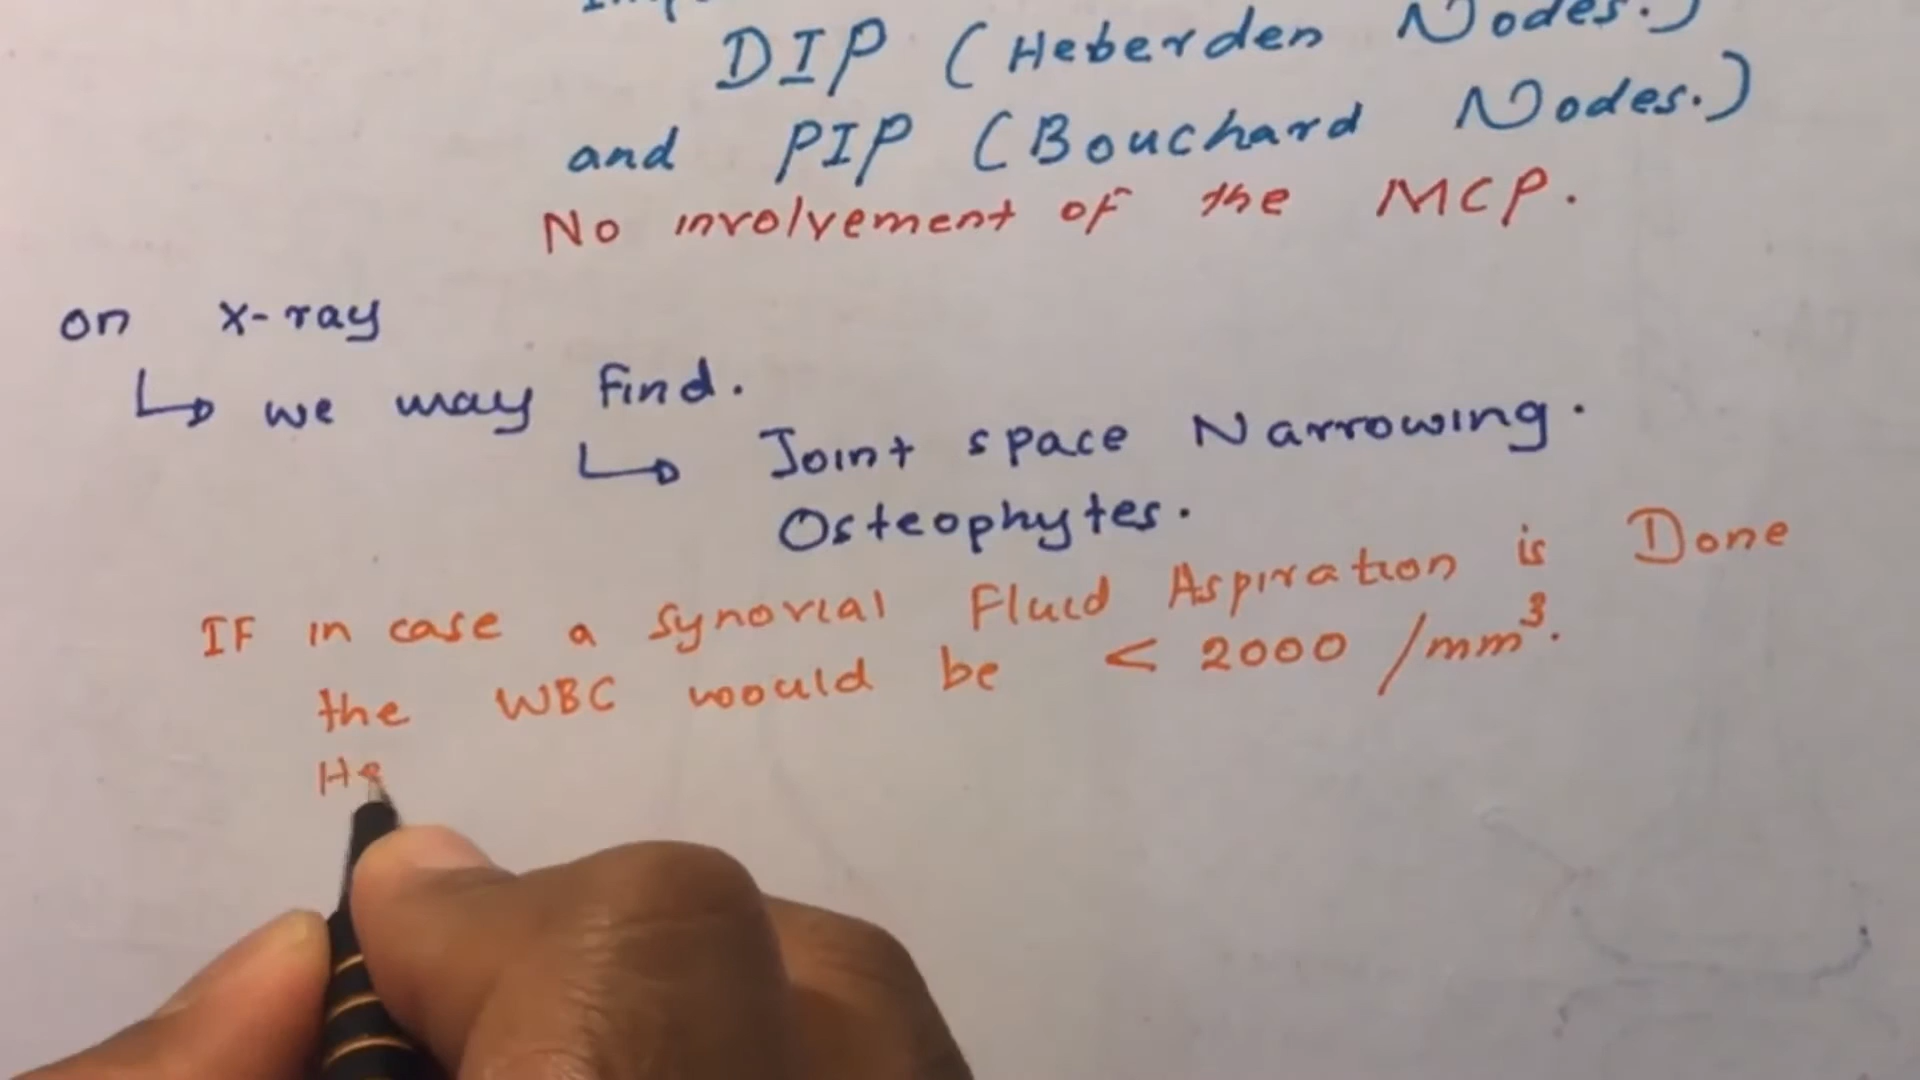 DIP (Heberden Nodes.)
and PIP (Bouchard Nodes.)
No involvement of the MCP.
on x-ray
we may find.
Joint space Narrowing.
Osteophytes.
IF in case a synovial Fluid Aspiration is Done
the WBC would be < 2000 /mm³.